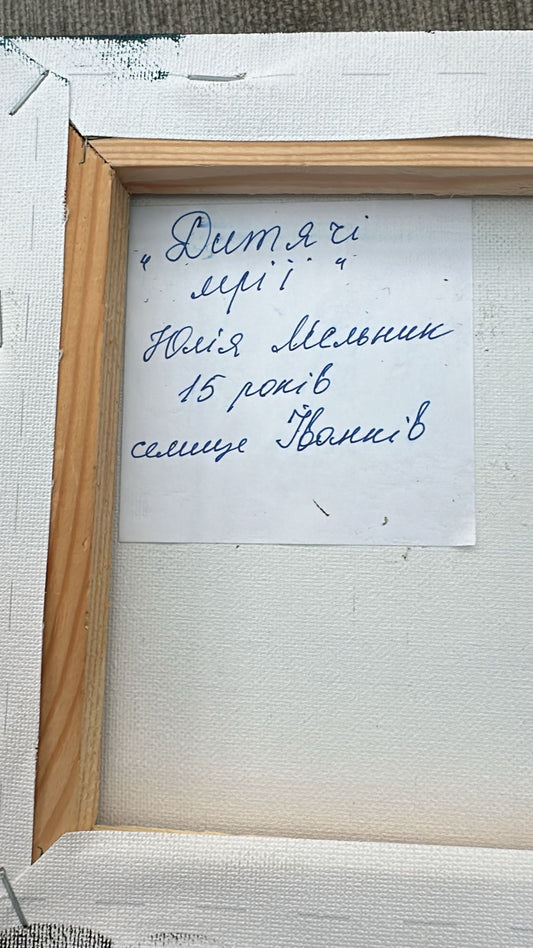 „Дитячі
мрії"
Юлія Мельник
15 років
селище Іванків